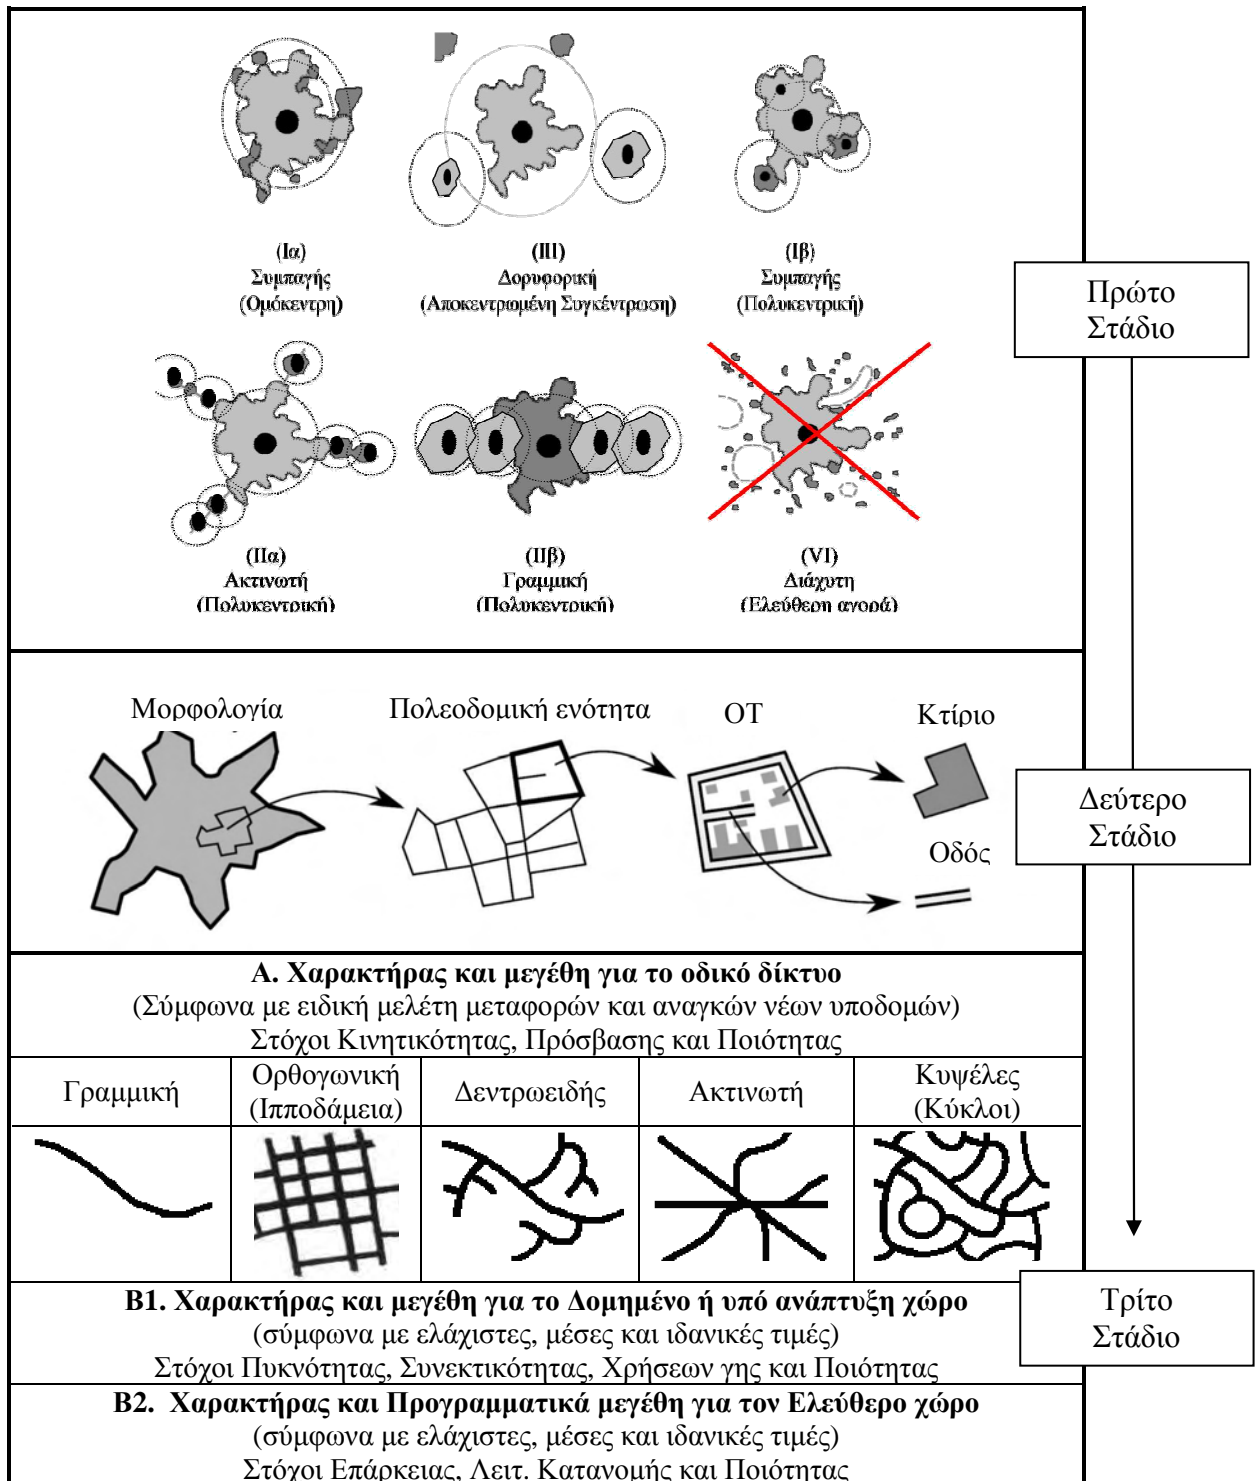 (Ια)
Συμπαγής
(Ομόκεντρη)
(ΙΙΙ)
Δορυφορική
(Αποκεντρωμένη Συγκέντρωση)
(Ιβ)
Συμπαγής
(Πολυκεντρική)
Πρώτο
Στάδιο
(ΙΙα)
Ακτινωτή
(Πολυκεντρική)
(ΙΙβ)
Γραμμική
(Πολυκεντρική)
(VI)
Διάχυτη
(Ελεύθερη αγορά)
Μορφολογία
Πολεοδομική ενότητα
ΟΤ
Κτίριο
Οδός
Δεύτερο
Στάδιο
Α. Χαρακτήρας και μεγέθη για το οδικό δίκτυο
(Σύμφωνα με ειδική μελέτη μεταφορών και αναγκών νέων υποδομών)
Στόχοι Κινητικότητας, Πρόσβασης και Ποιότητας
Γραμμική
Ορθογωνική
(Ιπποδάμεια)
Δεντρωειδής
Ακτινωτή
Κυψέλες
(Κύκλοι)
Β1. Χαρακτήρας και μεγέθη για το Δομημένο ή υπό ανάπτυξη χώρο
(σύμφωνα με ελάχιστες, μέσες και ιδανικές τιμές)
Στόχοι Πυκνότητας, Συνεκτικότητας, Χρήσεων γης και Ποιότητας
Τρίτο
Στάδιο
Β2. Χαρακτήρας και Προγραμματικά μεγέθη για τον Ελεύθερο χώρο
(σύμφωνα με ελάχιστες, μέσες και ιδανικές τιμές)
Στόχοι Επάρκειας, Λειτ. Κατανομής και Ποιότητας